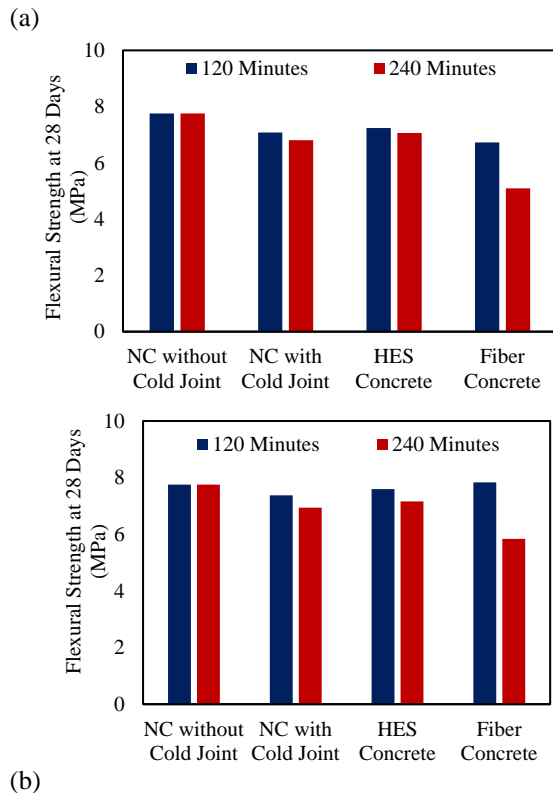 (a)
10
8
6
4
2
0
Flexural Strength at 28 Days
(MPa)
120 Minutes 240 Minutes
NC without NC with HES Fiber
Cold Joint Cold Joint Concrete Concrete
10
8
6
4
2
0
Flexural Strength at 28 Days
(MPa)
120 Minutes 240 Minutes
NC without NC with HES Fiber
Cold Joint Cold Joint Concrete Concrete
(b)